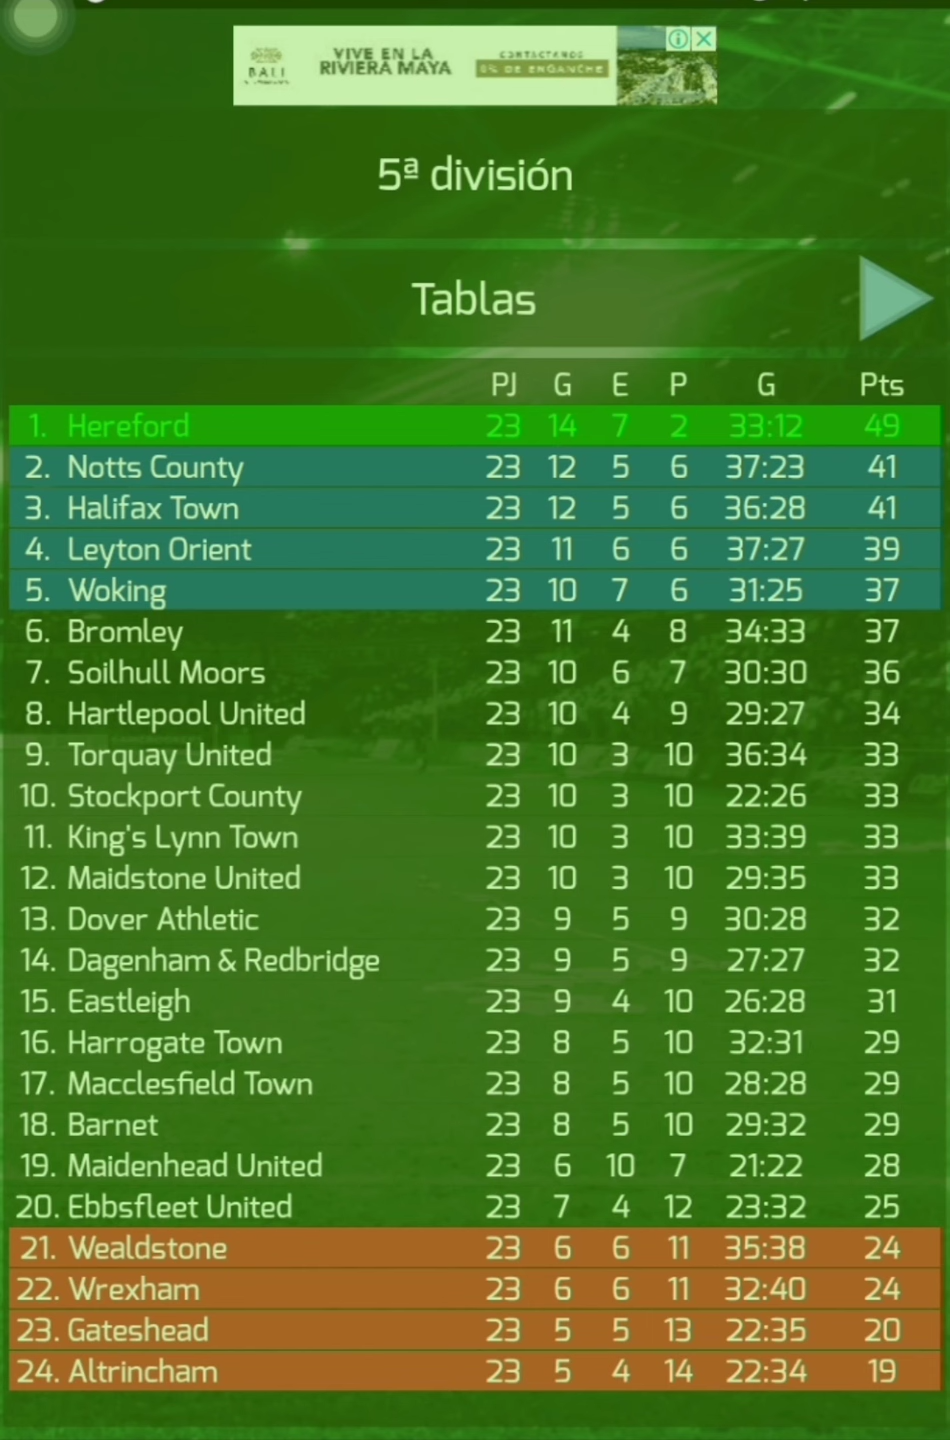 BALI
VIVE EN LA
RIVIERA MAYA
CONTÁCTANOS
0% DE ENGANCHE
5ª división
Tablas
PJ G E P G Pts
1. Hereford 23 14 7 2 33:12 49
2. Notts County 23 12 5 6 37:23 41
3. Halifax Town 23 12 5 6 36:28 41
4. Leyton Orient 23 11 6 6 37:27 39
5. Woking 23 10 7 6 31:25 37
6. Bromley 23 11 4 8 34:33 37
7. Soilhull Moors 23 10 6 7 30:30 36
8. Hartlepool United 23 10 4 9 29:27 34
9. Torquay United 23 10 3 10 36:34 33
10. Stockport County 23 10 3 10 22:26 33
11. King's Lynn Town 23 10 3 10 33:39 33
12. Maidstone United 23 10 3 10 29:35 33
13. Dover Athletic 23 9 5 9 30:28 32
14. Dagenham & Redbridge 23 9 5 9 27:27 32
15. Eastleigh 23 9 4 10 26:28 31
16. Harrogate Town 23 8 5 10 32:31 29
17. Macclesfield Town 23 8 5 10 28:28 29
18. Barnet 23 8 5 10 29:32 29
19. Maidenhead United 23 6 10 7 21:22 28
20. Ebbsfleet United 23 7 4 12 23:32 25
21. Wealdstone 23 6 6 11 35:38 24
22. Wrexham 23 6 6 11 32:40 24
23. Gateshead 23 5 5 13 22:35 20
24. Altrincham 23 5 4 14 22:34 19